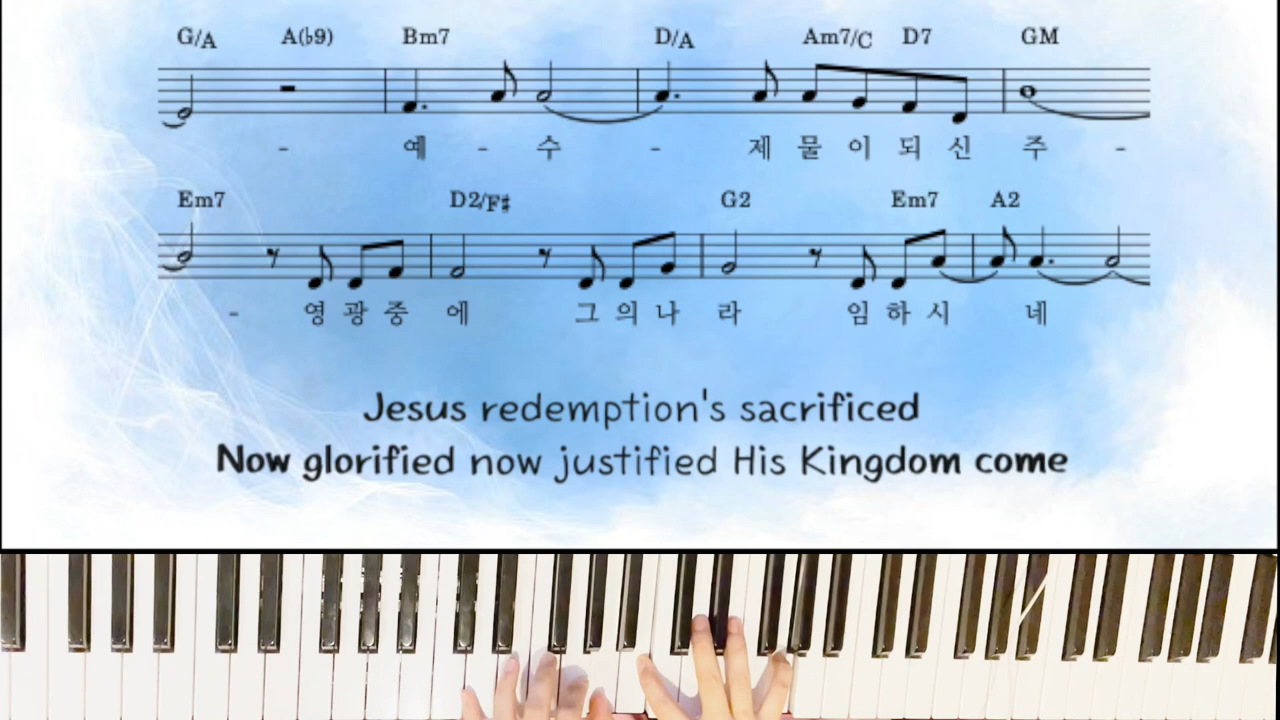 G/A A(♭9) Bm7 D/A Am7/C D7 GM
- 예 - 수 - 제 물 이 되 신 주 -
Em7 D2/F♯ G2 Em7 A2
- 영 광 중 에 그 의 나 라 임 하 시 네
Jesus redemption's sacrificed
Now glorified now justified His Kingdom come